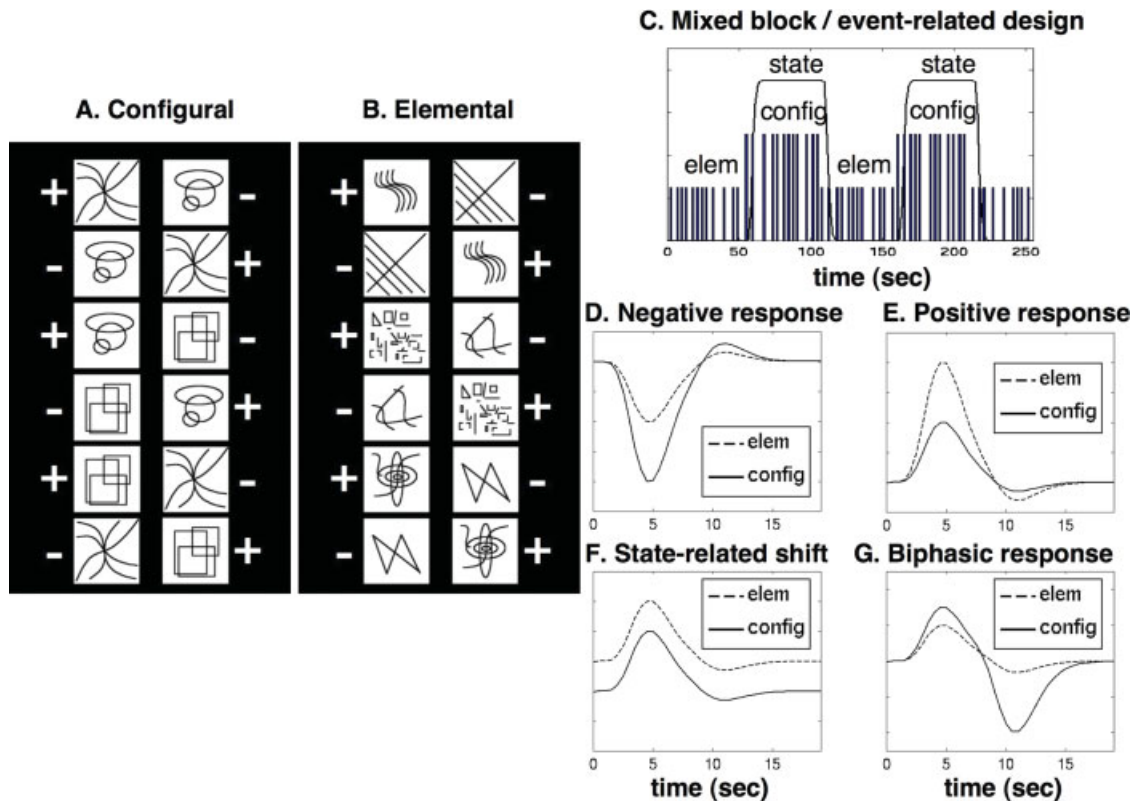 A. Configural
+ -
- +
+ -
- +
+ -
- +
B. Elemental
+ -
- +
+ -
- +
+ -
- +
C. Mixed block / event-related design
state state
config config
elem elem
0 50 100 150 200 250
time (sec)
D. Negative response
elem
config
0 5 10 15
E. Positive response
elem
config
0 5 10 15
F. State-related shift
elem
config
0 5 10 15
time (sec)
G. Biphasic response
elem
config
0 5 10 15
time (sec)